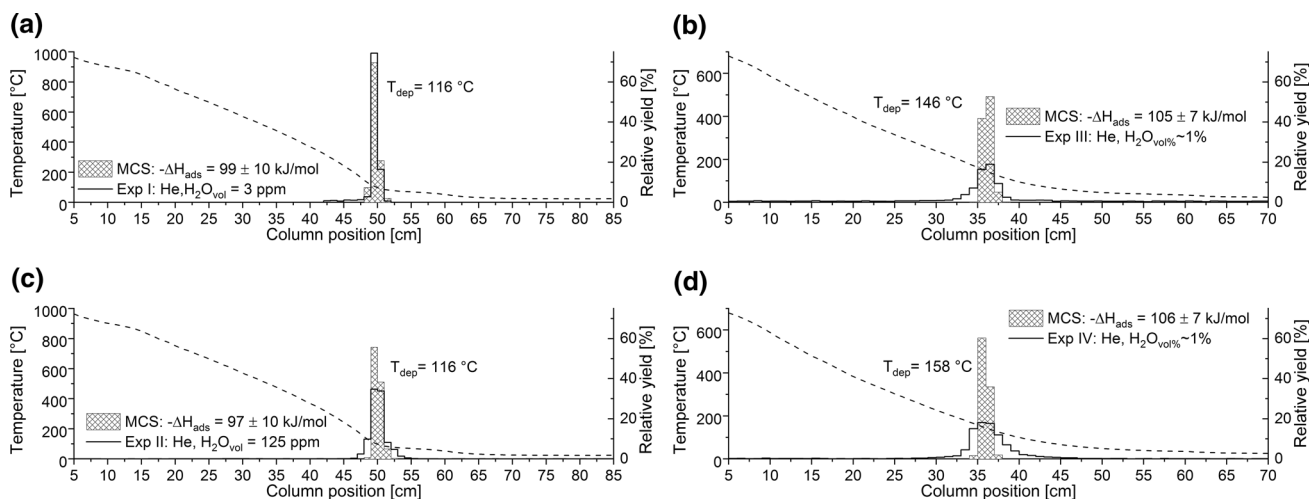 (a)
1000
800
600
400
200
0
Temperature [°C]
T_dep= 116 °C
MCS: -ΔH_ads = 99 ± 10 kJ/mol
Exp I: He,H₂O_vol = 3 ppm
60
40
20
0
Relative yield [%]
5 10 15 20 25 30 35 40 45 50 55 60 65 70 75 80 85
Column position [cm]
(b)
600
400
200
0
Temperature [°C]
T_dep= 146 °C
MCS: -ΔH_ads = 105 ± 7 kJ/mol
Exp III: He, H₂O_vol%~1%
60
40
20
0
Relative yield [%]
5 10 15 20 25 30 35 40 45 50 55 60 65 70
Column position [cm]
(c)
1000
800
600
400
200
0
Temperature [°C]
T_dep= 116 °C
MCS: -ΔH_ads = 97 ± 10 kJ/mol
Exp II: He, H₂O_vol = 125 ppm
60
40
20
0
Relative yield [%]
5 10 15 20 25 30 35 40 45 50 55 60 65 70 75 80 85
Column position [cm]
(d)
600
400
200
0
Temperature [°C]
T_dep= 158 °C
MCS: -ΔH_ads = 106 ± 7 kJ/mol
Exp IV: He, H₂O_vol%~1%
60
40
20
0
Relative yield [%]
5 10 15 20 25 30 35 40 45 50 55 60 65 70
Column position [cm]